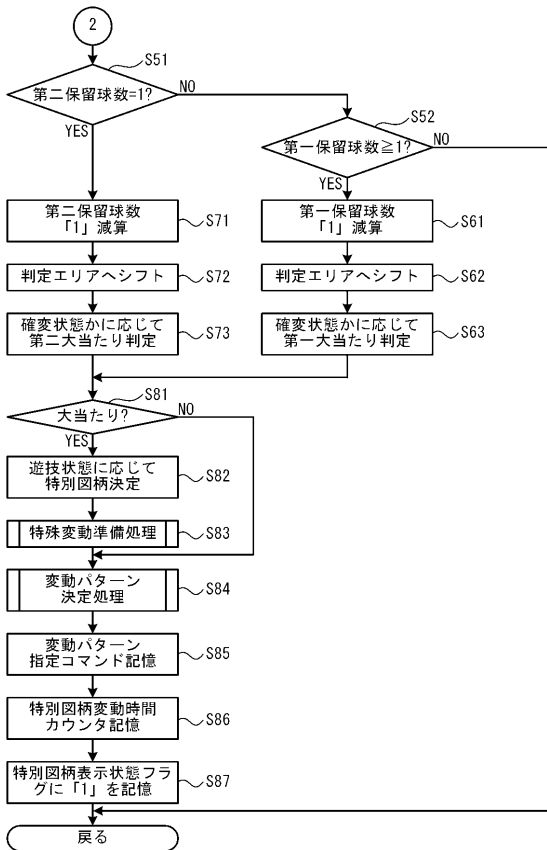 2
S51
第二保留球数=1?
NO
YES
S52
第一保留球数≧1?
NO
YES
第二保留球数
「1」減算
S71
第一保留球数
「1」減算
S61
判定エリアへシフト
S72
判定エリアへシフト
S62
確変状態かに応じて
第二大当たり判定
S73
確変状態かに応じて
第一大当たり判定
S63
S81
大当たり?
NO
YES
遊技状態に応じて
特別図柄決定
S82
特殊変動準備処理
S83
変動パターン
決定処理
S84
変動パターン
指定コマンド記憶
S85
特別図柄変動時間
カウンタ記憶
S86
特別図柄表示状態フラ
グに「1」を記憶
S87
戻る